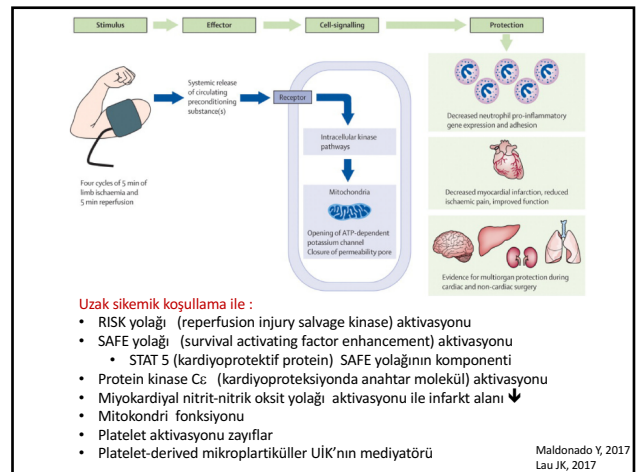 Stimulus
Effector
Cell-signalling
Protection
Four cycles of 5 min of
limb ischaemia and
5 min reperfusion
Systemic release
of circulating
preconditioning
substance(s)
Receptor
Intracellular kinase
pathways
Mitochondria
Opening of ATP-dependent
potassium channel
Closure of permeability pore
Decreased neutrophil pro-inflammatory
gene expression and adhesion
Decreased myocardial infarction, reduced
ischaemic pain, improved function
Evidence for multiorgan protection during
cardiac and non-cardiac surgery
Uzak sikemik koşullama ile :
• RISK yolağı (reperfusion injury salvage kinase) aktivasyonu
• SAFE yolağı (survival activating factor enhancement) aktivasyonu
• STAT 5 (kardiyoprotektif protein) SAFE yolağının komponenti
• Protein kinase Cε (kardiyoproteksiyonda anahtar molekül) aktivasyonu
• Miyokardiyal nitrit-nitrik oksit yolağı aktivasyonu ile infarkt alanı 🡻
• Mitokondri fonksiyonu
• Platelet aktivasyonu zayıflar
• Platelet-derived mikroplartiküller UİK’nın mediyatörü
Maldonado Y, 2017
Lau JK, 2017